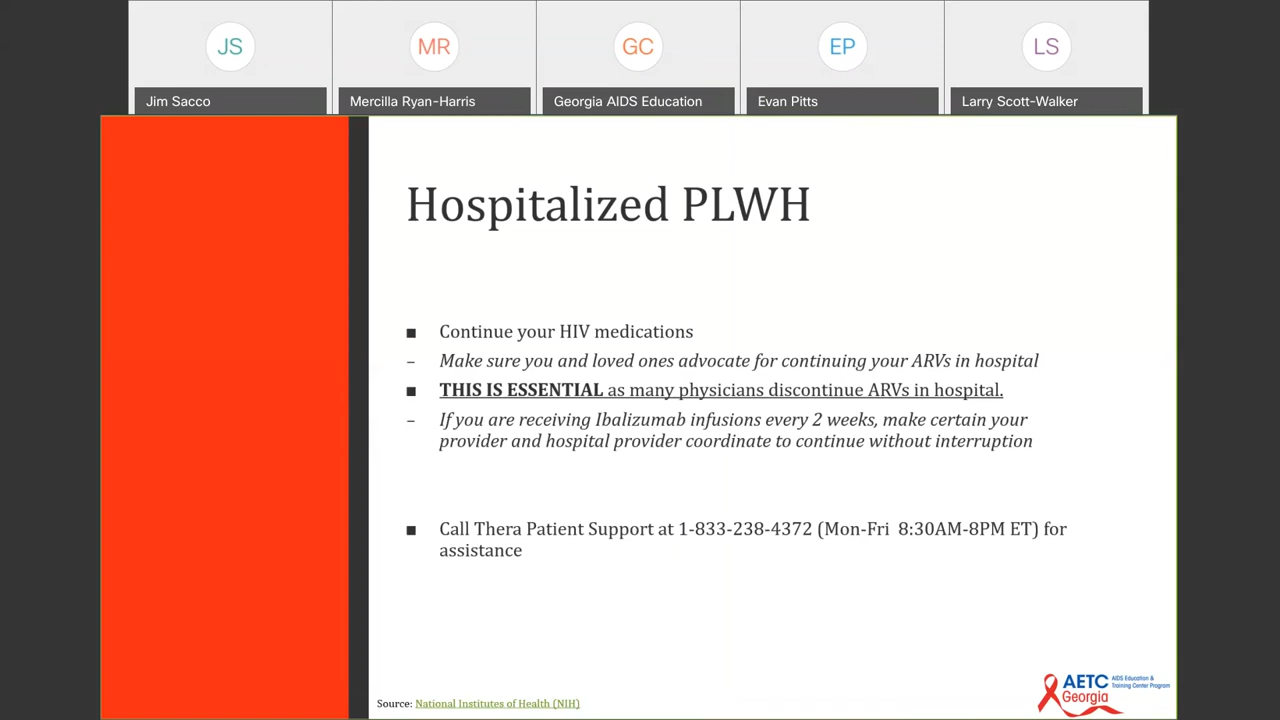 JS
MR
GC
EP
LS
Jim Sacco
Mercilla Ryan-Harris
Georgia AIDS Education
Evan Pitts
Larry Scott-Walker
Hospitalized PLWH
■ Continue your HIV medications
– Make sure you and loved ones advocate for continuing your ARVs in hospital
■ THIS IS ESSENTIAL as many physicians discontinue ARVs in hospital.
– If you are receiving Ibalizumab infusions every 2 weeks, make certain your
provider and hospital provider coordinate to continue without interruption
■ Call Thera Patient Support at 1-833-238-4372 (Mon-Fri  8:30AM-8PM ET) for
assistance
Source: National Institutes of Health (NIH)
AETC AIDS Education &
Training Center Program
Georgia